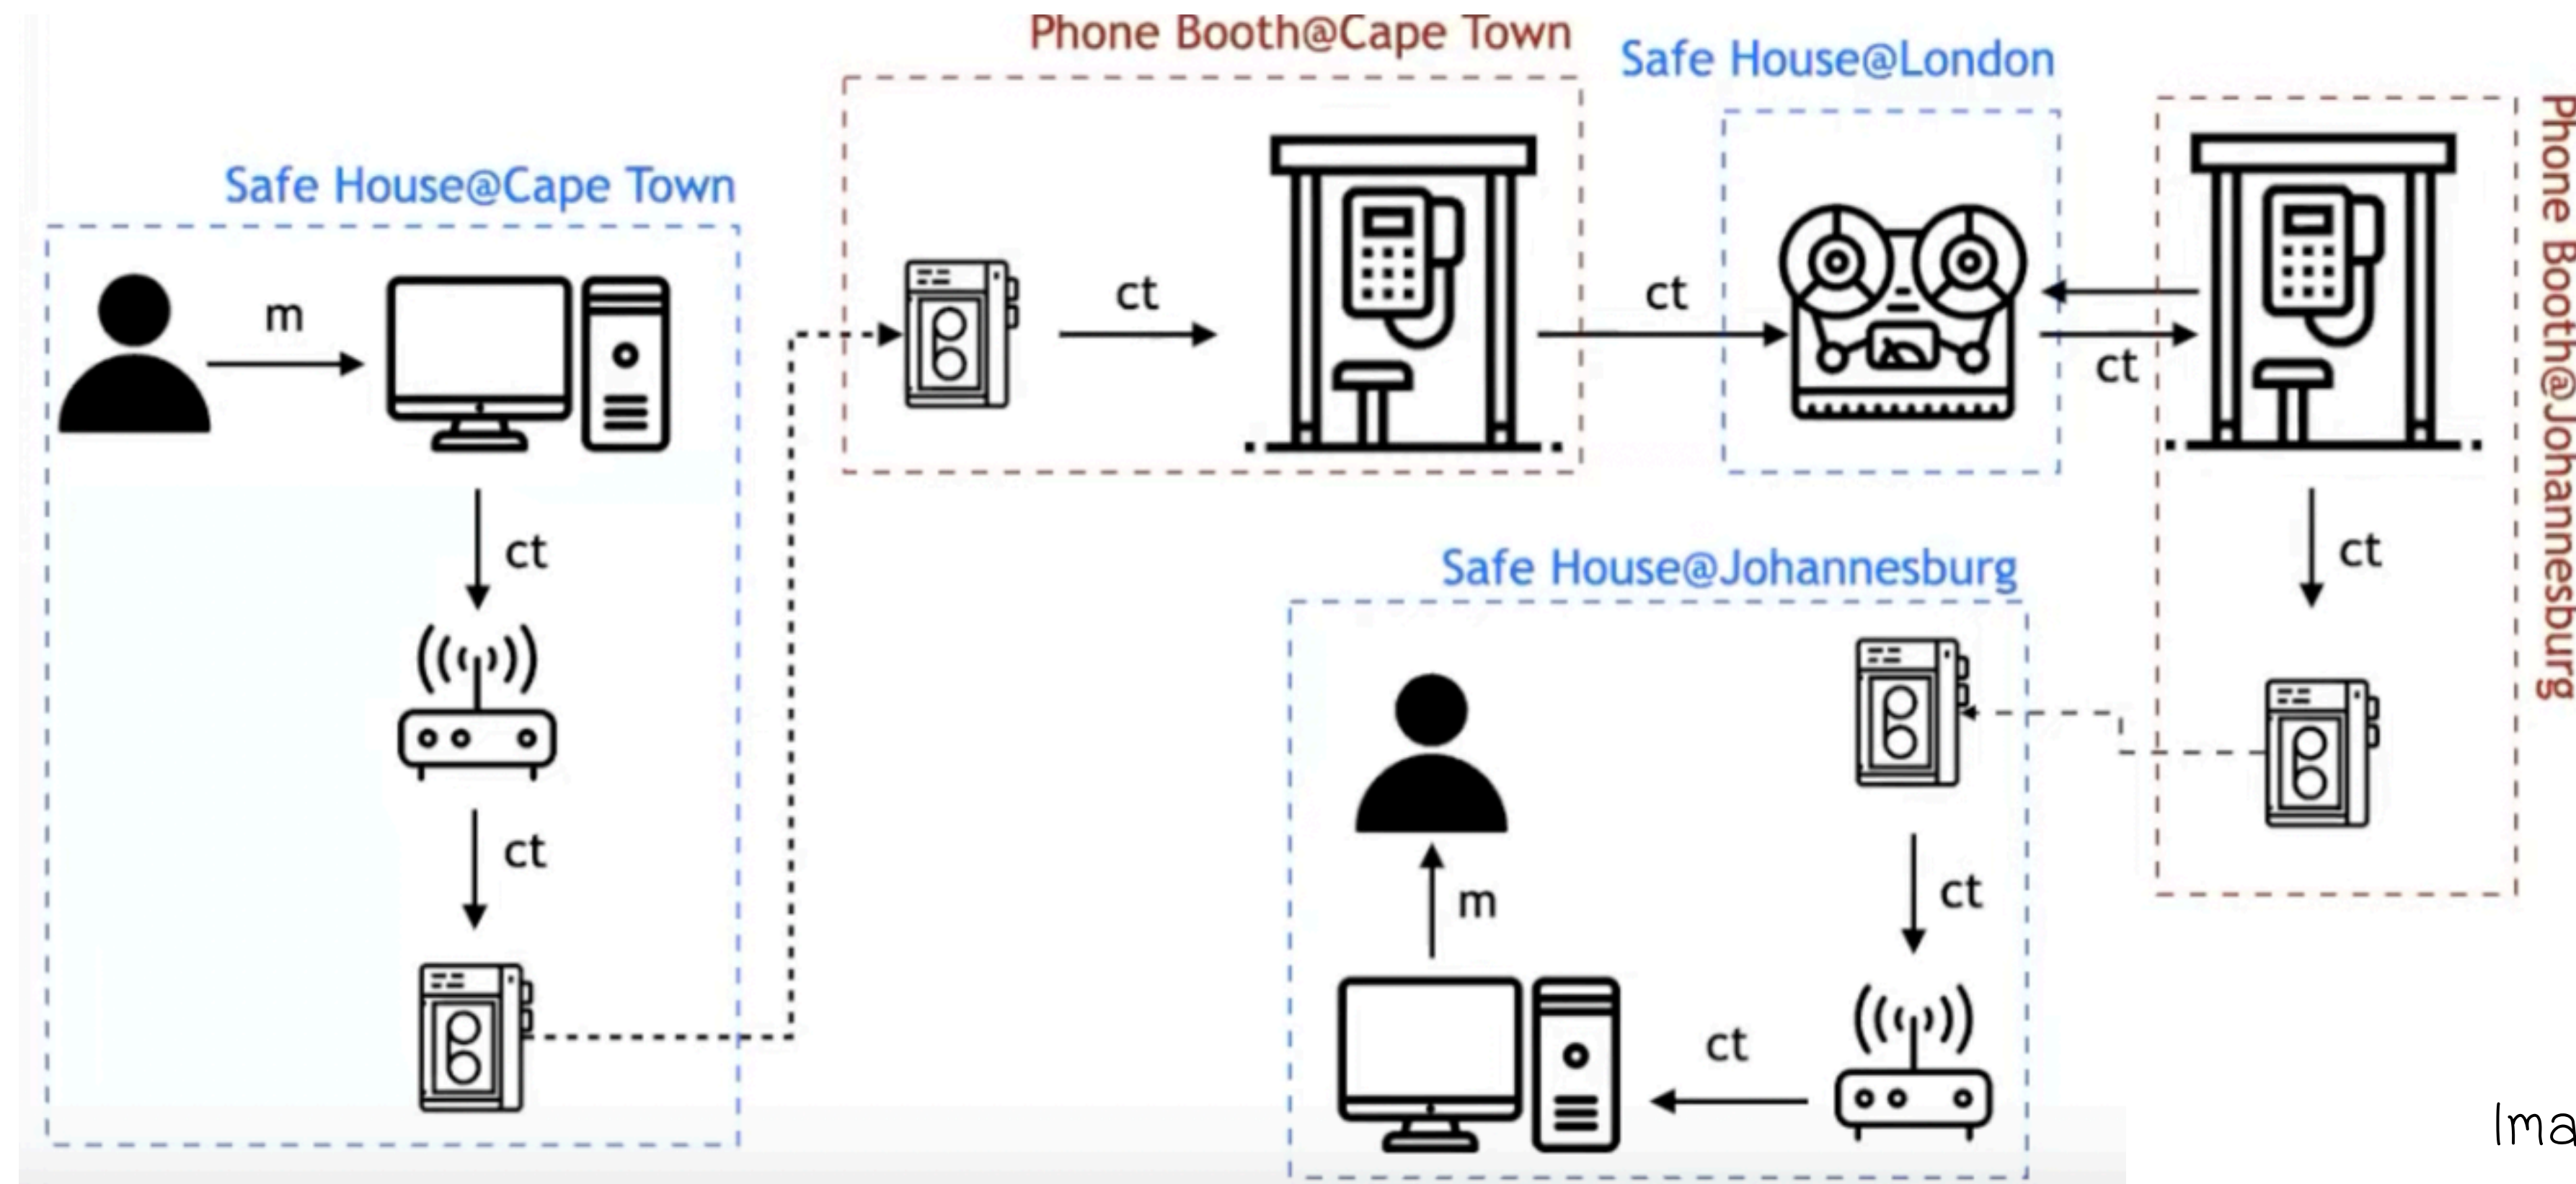 Phone Booth@Cape Town
Safe House@London
Safe House@Cape Town
Phone Booth@Johannesburg
m
ct
ct
ct
ct
ct
ct
Safe House@Johannesburg
ct
m
ct
ct